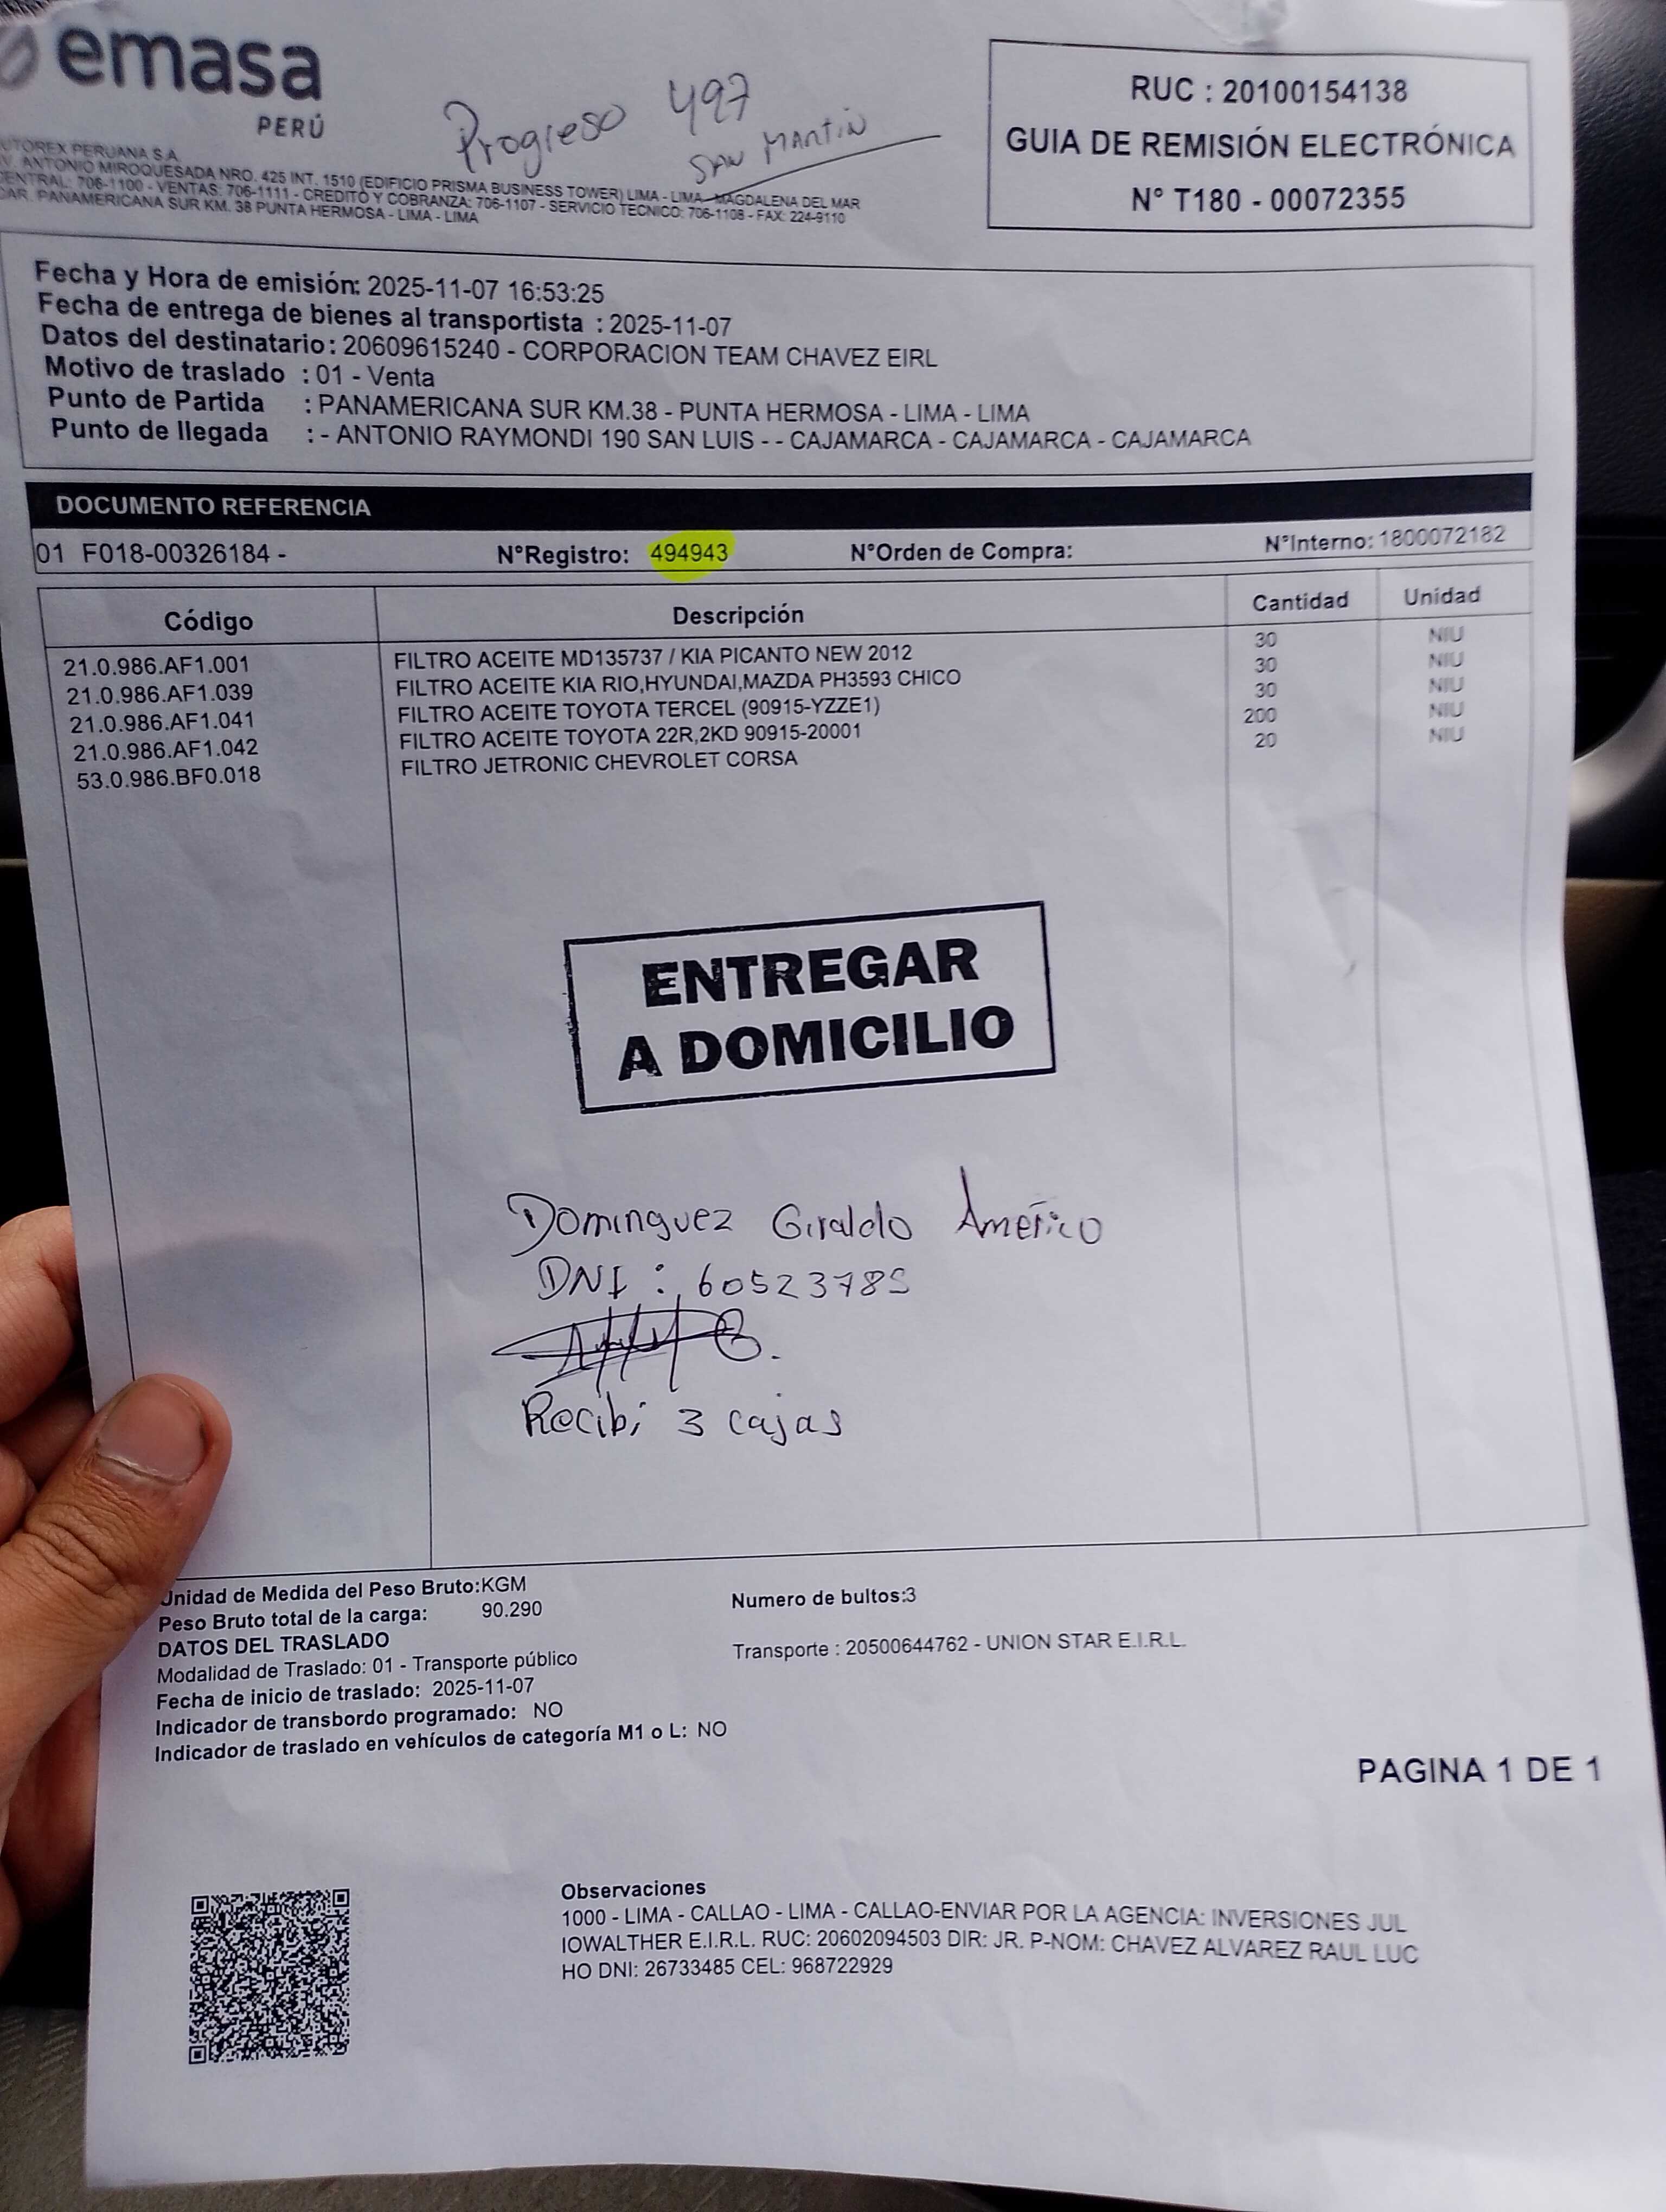 emasa
PERÚ
Progreso 497
SAN MARTIN
UTOREX PERUANA S.A
V. ANTONIO MIROQUESADA NRO. 425 INT. 1510 (EDIFICIO PRISMA BUSINESS TOWER) LIMA - LIMA - MAGDALENA DEL MAR
CENTRAL: 706-1100 - VENTAS: 706-1111 - CREDITO Y COBRANZA: 706-1107 - SERVICIO TECNICO: 706-1108 - FAX: 224-9110
CAR. PANAMERICANA SUR KM. 38 PUNTA HERMOSA - LIMA - LIMA
RUC : 20100154138
GUIA DE REMISIÓN ELECTRÓNICA
N° T180 - 00072355
Fecha y Hora de emisión: 2025-11-07 16:53:25
Fecha de entrega de bienes al transportista : 2025-11-07
Datos del destinatario: 20609615240 - CORPORACION TEAM CHAVEZ EIRL
Motivo de traslado : 01 - Venta
Punto de Partida : PANAMERICANA SUR KM.38 - PUNTA HERMOSA - LIMA - LIMA
Punto de llegada : - ANTONIO RAYMONDI 190 SAN LUIS - - CAJAMARCA - CAJAMARCA - CAJAMARCA
DOCUMENTO REFERENCIA
01 F018-00326184 - N°Registro: 494943 N°Orden de Compra: N°Interno: 1800072182
Código Descripción Cantidad Unidad
21.0.986.AF1.001 FILTRO ACEITE MD135737 / KIA PICANTO NEW 2012 30 NIU
21.0.986.AF1.039 FILTRO ACEITE KIA RIO,HYUNDAI,MAZDA PH3593 CHICO 30 NIU
21.0.986.AF1.041 FILTRO ACEITE TOYOTA TERCEL (90915-YZZE1) 30 NIU
21.0.986.AF1.042 FILTRO ACEITE TOYOTA 22R,2KD 90915-20001 200 NIU
53.0.986.BF0.018 FILTRO JETRONIC CHEVROLET CORSA 20 NIU
ENTREGAR
A DOMICILIO
Dominguez Giraldo Américo
DNI : 60523785
Recibi 3 cajas
Unidad de Medida del Peso Bruto:KGM
Peso Bruto total de la carga: 90.290 Numero de bultos:3
DATOS DEL TRASLADO
Modalidad de Traslado: 01 - Transporte público Transporte : 20500644762 - UNION STAR E.I.R.L.
Fecha de inicio de traslado: 2025-11-07
Indicador de transbordo programado: NO
Indicador de traslado en vehículos de categoría M1 o L: NO
PAGINA 1 DE 1
Observaciones
1000 - LIMA - CALLAO - LIMA - CALLAO-ENVIAR POR LA AGENCIA: INVERSIONES JUL
IOWALTHER E.I.R.L. RUC: 20602094503 DIR: JR. P-NOM: CHAVEZ ALVAREZ RAUL LUC
HO DNI: 26733485 CEL: 968722929